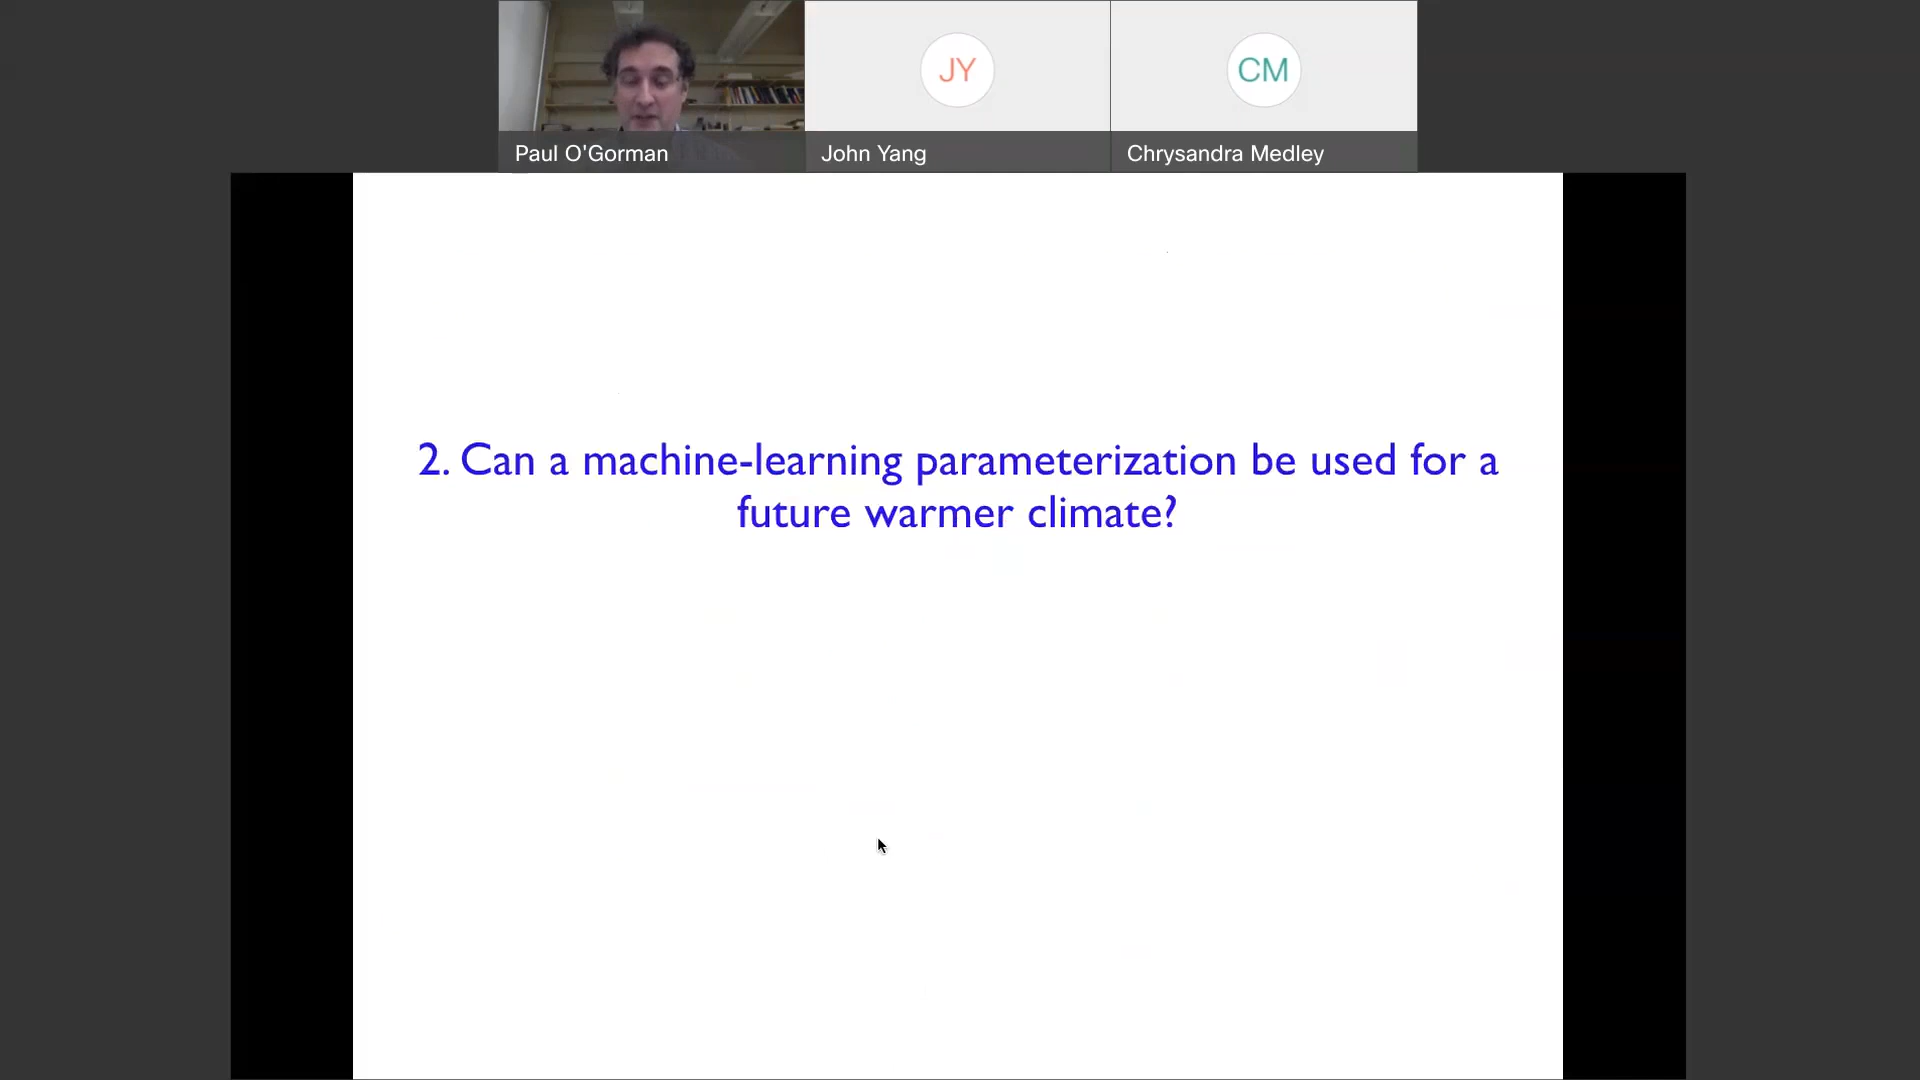 JY
CM
Paul O'Gorman
John Yang
Chrysandra Medley
2. Can a machine-learning parameterization be used for a
future warmer climate?